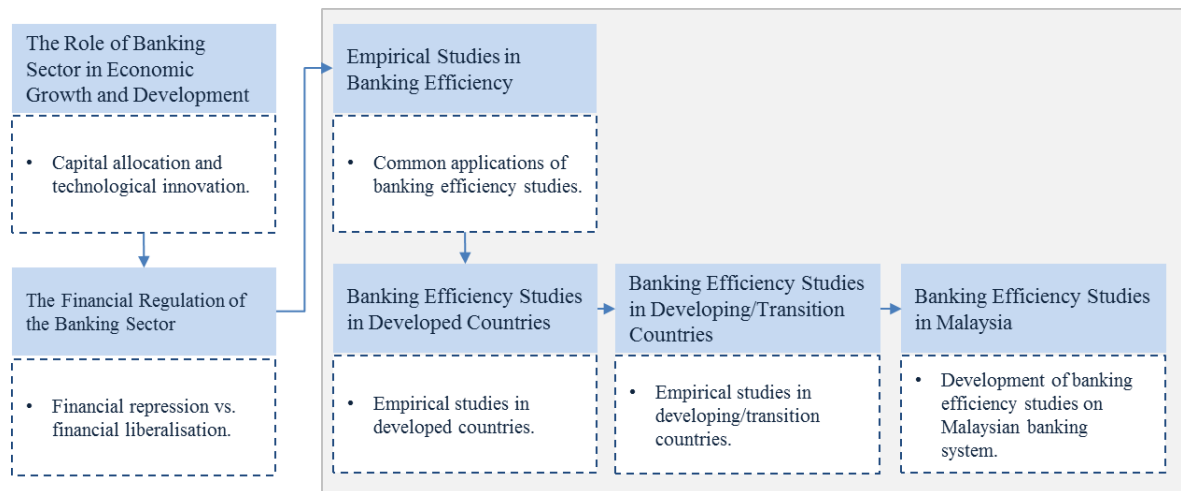 The Role of Banking
Sector in Economic
Growth and Development
• Capital allocation and
technological innovation.
The Financial Regulation of
the Banking Sector
• Financial repression vs.
financial liberalisation.
Empirical Studies in
Banking Efficiency
• Common applications of
banking efficiency studies.
Banking Efficiency Studies
in Developed Countries
• Empirical studies in
developed countries.
Banking Efficiency Studies
in Developing/Transition
Countries
• Empirical studies in
developing/transition
countries.
Banking Efficiency Studies
in Malaysia
• Development of banking
efficiency studies on
Malaysian banking
system.